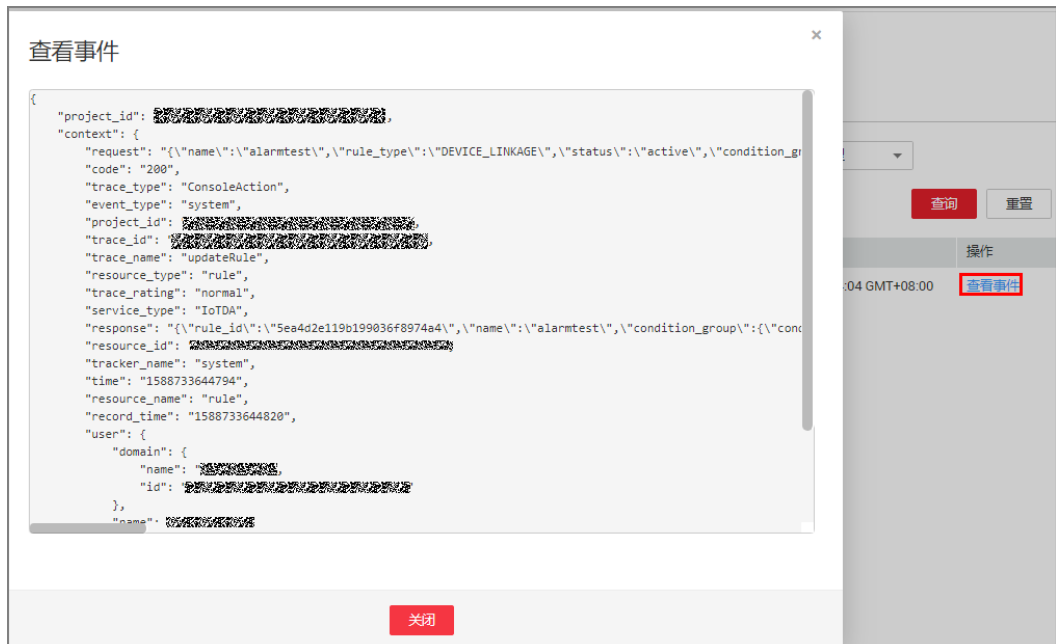 查看事件
×
{
"project_id":
"context": {
"request": "{\"name\":\"alarmtest\",\"rule_type\":\"DEVICE_LINKAGE\",\"status\":\"active\",\"condition_gr
"code": "200",
"trace_type": "ConsoleAction",
"event_type": "system",
"project_id":
"trace_id":
"trace_name": "updateRule",
"resource_type": "rule",
"trace_rating": "normal",
"service_type": "IoTDA",
"response": "{\"rule_id\":\"5ea4d2e119b199036f8974a4\",\"name\":\"alarmtest\",\"condition_group\":{\"cond
"resource_id":
"tracker_name": "system",
"time": "1588733644794",
"resource_name": "rule",
"record_time": "1588733644820",
"user": {
"domain": {
"name":
"id":
},
"name":
关闭
查询
重置
操作
:04 GMT+08:00
查看事件